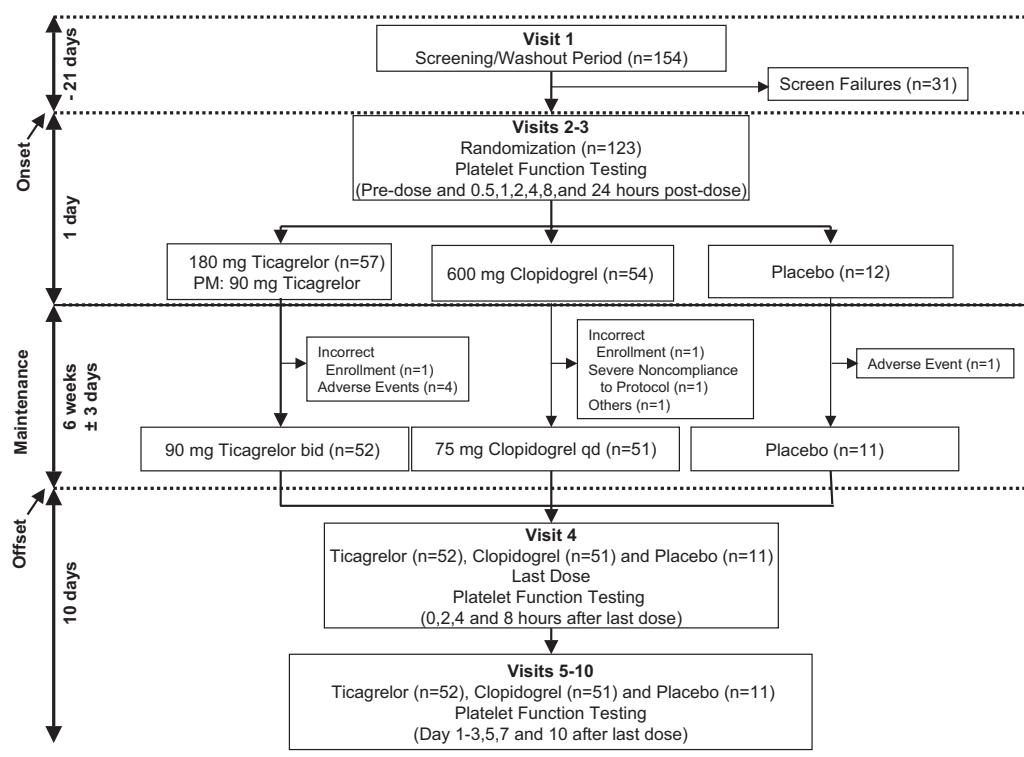 - 21 days
Visit 1
Screening/Washout Period (n=154)
Screen Failures (n=31)
Onset
1 day
Visits 2-3
Randomization (n=123)
Platelet Function Testing
(Pre-dose and 0.5,1,2,4,8,and 24 hours post-dose)
180 mg Ticagrelor (n=57)
PM: 90 mg Ticagrelor
600 mg Clopidogrel (n=54)
Placebo (n=12)
Maintenance
6 weeks
± 3 days
Incorrect
Enrollment (n=1)
Adverse Events (n=4)
Incorrect
Enrollment (n=1)
Severe Noncompliance
to Protocol (n=1)
Others (n=1)
Adverse Event (n=1)
90 mg Ticagrelor bid (n=52)
75 mg Clopidogrel qd (n=51)
Placebo (n=11)
Offset
10 days
Visit 4
Ticagrelor (n=52), Clopidogrel (n=51) and Placebo (n=11)
Last Dose
Platelet Function Testing
(0,2,4 and 8 hours after last dose)
Visits 5-10
Ticagrelor (n=52), Clopidogrel (n=51) and Placebo (n=11)
Platelet Function Testing
(Day 1-3,5,7 and 10 after last dose)